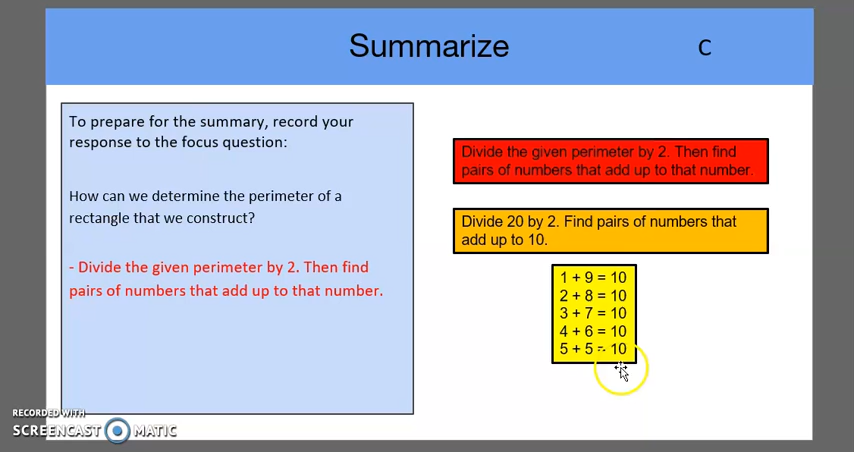 Summarize
C
To prepare for the summary, record your
response to the focus question:
How can we determine the perimeter of a
rectangle that we construct?
- Divide the given perimeter by 2. Then find
pairs of numbers that add up to that number.
Divide the given perimeter by 2. Then find
pairs of numbers that add up to that number.
Divide 20 by 2. Find pairs of numbers that
add up to 10.
1 + 9 = 10
2 + 8 = 10
3 + 7 = 10
4 + 6 = 10
5 + 5 = 10
RECORDED WITH
SCREENCAST MATIC